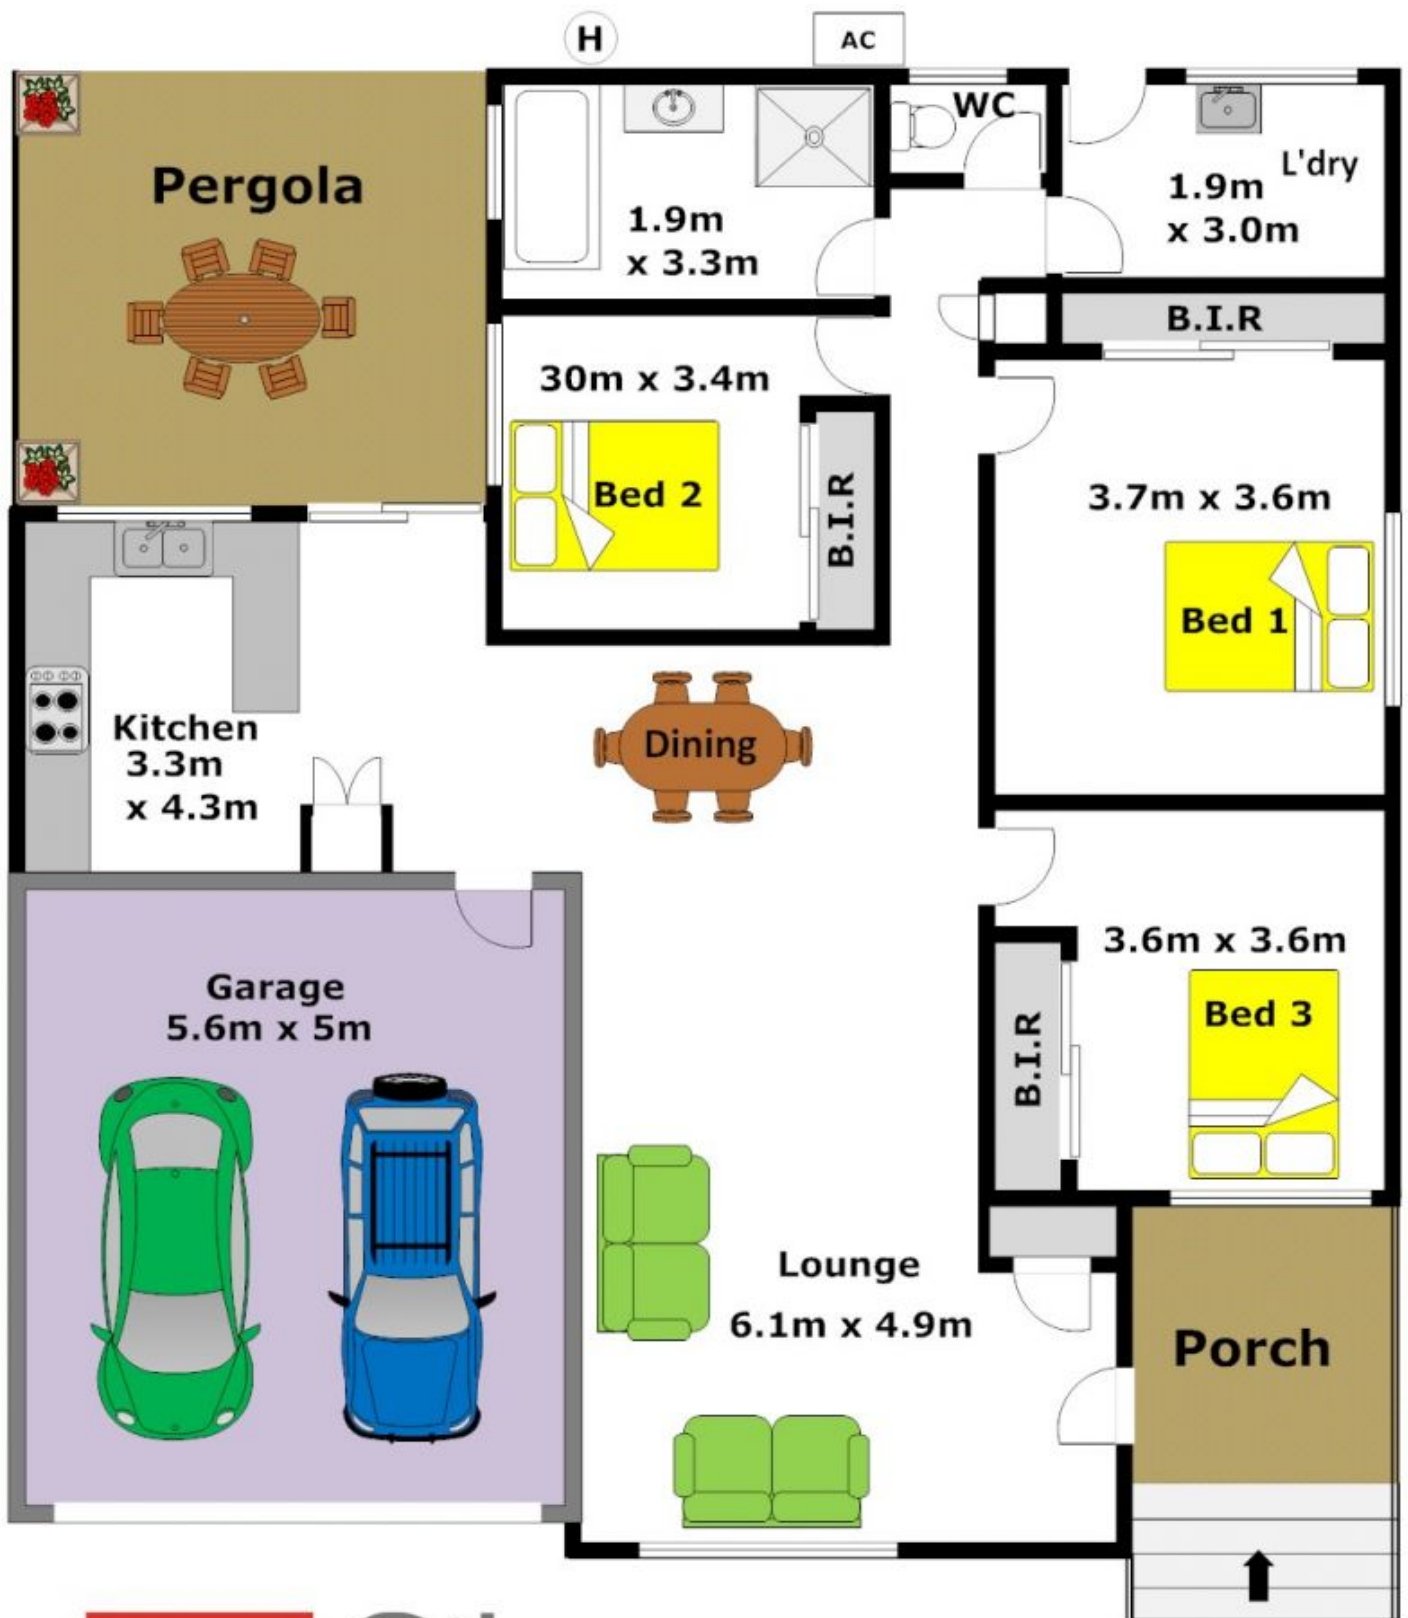 H
AC
WC
Pergola
1.9m
x 3.3m
L'dry
1.9m
x 3.0m
B.I.R
30m x 3.4m
Bed 2
B.I.R
3.7m x 3.6m
Bed 1
Kitchen
3.3m
x 4.3m
Dining
3.6m x 3.6m
Bed 3
B.I.R
Garage
5.6m x 5m
Lounge
6.1m x 4.9m
Porch